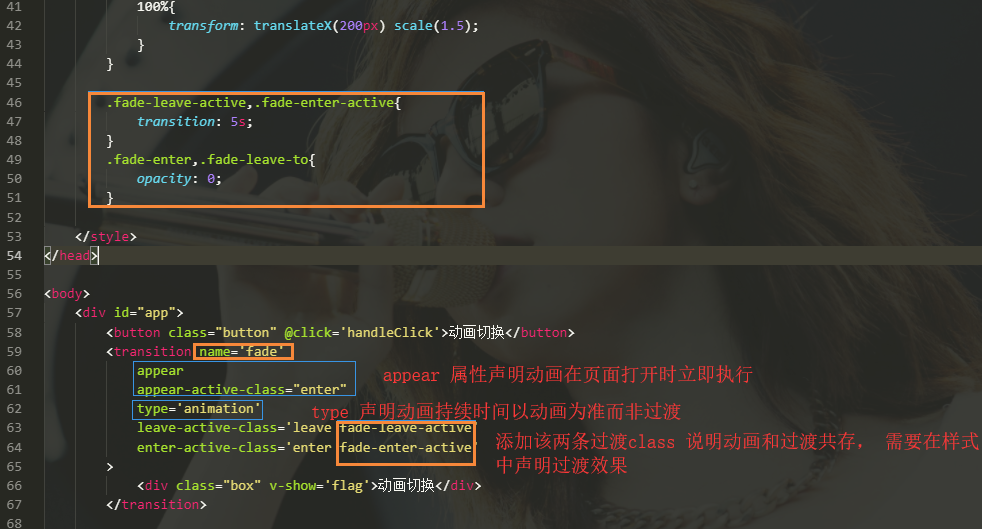 41 100%{
42 transform: translateX(200px) scale(1.5);
43 }
44 }
45
46 .fade-leave-active,.fade-enter-active{
47 transition: 5s;
48 }
49 .fade-enter,.fade-leave-to{
50 opacity: 0;
51 }
52
53 </style>
54 </head>
55
56 <body>
57 <div id="app">
58 <button class="button" @click='handleClick'>动画切换</button>
59 <transition name='fade'
60 appear
appear 属性声明动画在页面打开时立即执行
61 appear-active-class="enter"
62 type='animation'
type 声明动画持续时间以动画为准而非过渡
63 leave-active-class='leave fade-leave-active'
64 enter-active-class='enter fade-enter-active'
添加该两条过渡class 说明动画和过渡共存, 需要在样式
中声明过渡效果
65 >
66 <div class="box" v-show='flag'>动画切换</div>
67 </transition>
68